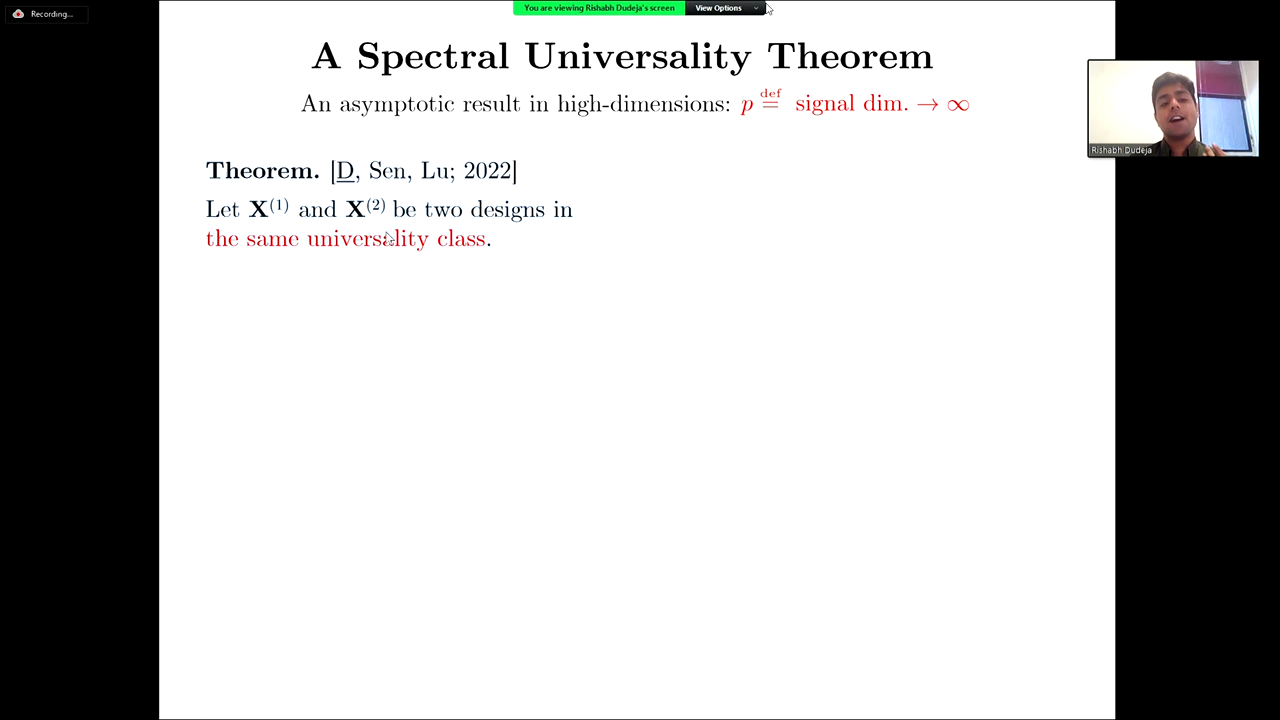 Recording...
You are viewing Rishabh Dudeja's screen
View Options
A Spectral Universality Theorem
An asymptotic result in high-dimensions: p def= signal dim. → ∞
Theorem. [D, Sen, Lu; 2022]
Let X⁽¹⁾ and X⁽²⁾ be two designs in
the same universality class.
Rishabh Dudeja